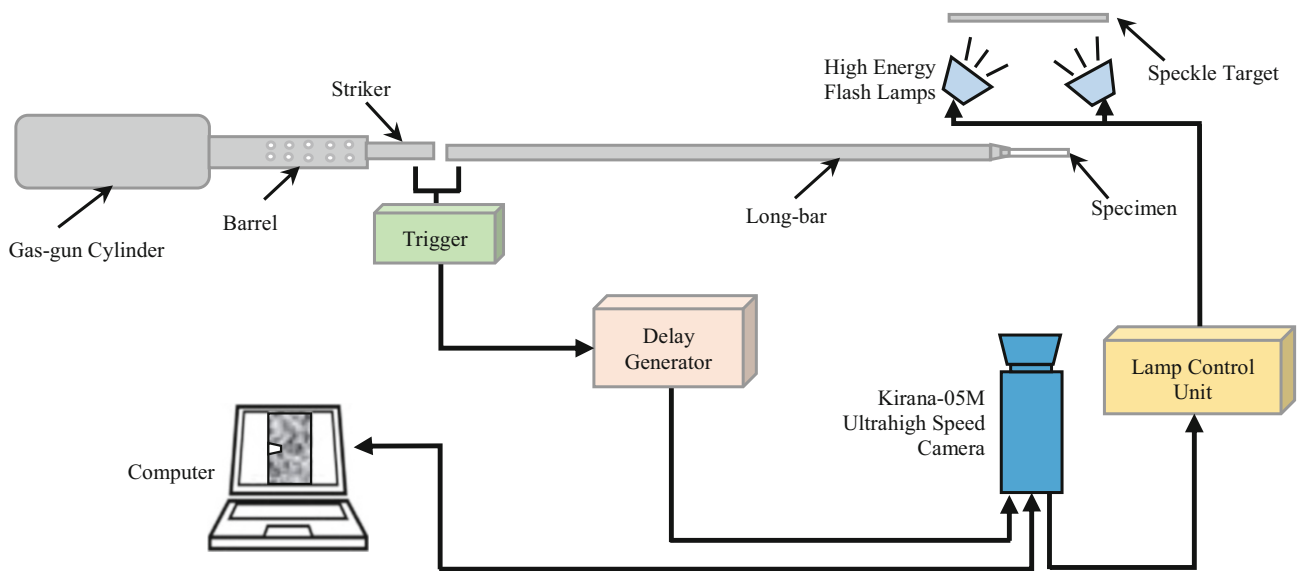 High Energy
Flash Lamps
Speckle Target
Striker
Barrel
Long-bar
Specimen
Gas-gun Cylinder
Trigger
Delay
Generator
Lamp Control
Unit
Kirana-05M
Ultrahigh Speed
Camera
Computer